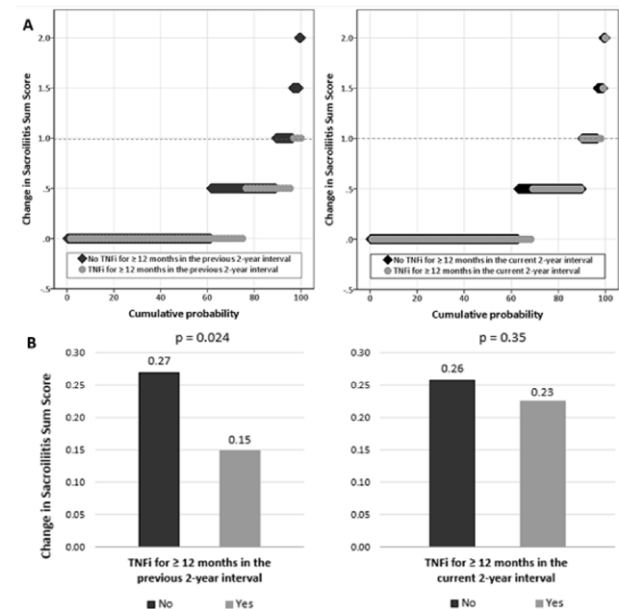 A
Change in Sacroiliitis Sum Score
2.0
1.5
1.0
.5
.0
-.5
No TNFi for ≥ 12 months in the previous 2-year interval
TNFi for ≥ 12 months in the previous 2-year interval
0 20 40 60 80 100
Cumulative probability
Change in Sacroiliitis Sum Score
2.0
1.5
1.0
.5
.0
-.5
No TNFi for ≥ 12 months in the current 2-year interval
TNFi for ≥ 12 months in the current 2-year interval
0 20 40 60 80 100
Cumulative probability
B
p = 0.024
Change in Sacroiliitis Sum Score
0.30
0.25
0.20
0.15
0.10
0.05
0.00
0.27
0.15
TNFi for ≥ 12 months in the
previous 2-year interval
No Yes
p = 0.35
0.30
0.25
0.20
0.15
0.10
0.05
0.00
0.26
0.23
TNFi for ≥ 12 months in the
current 2-year interval
No Yes